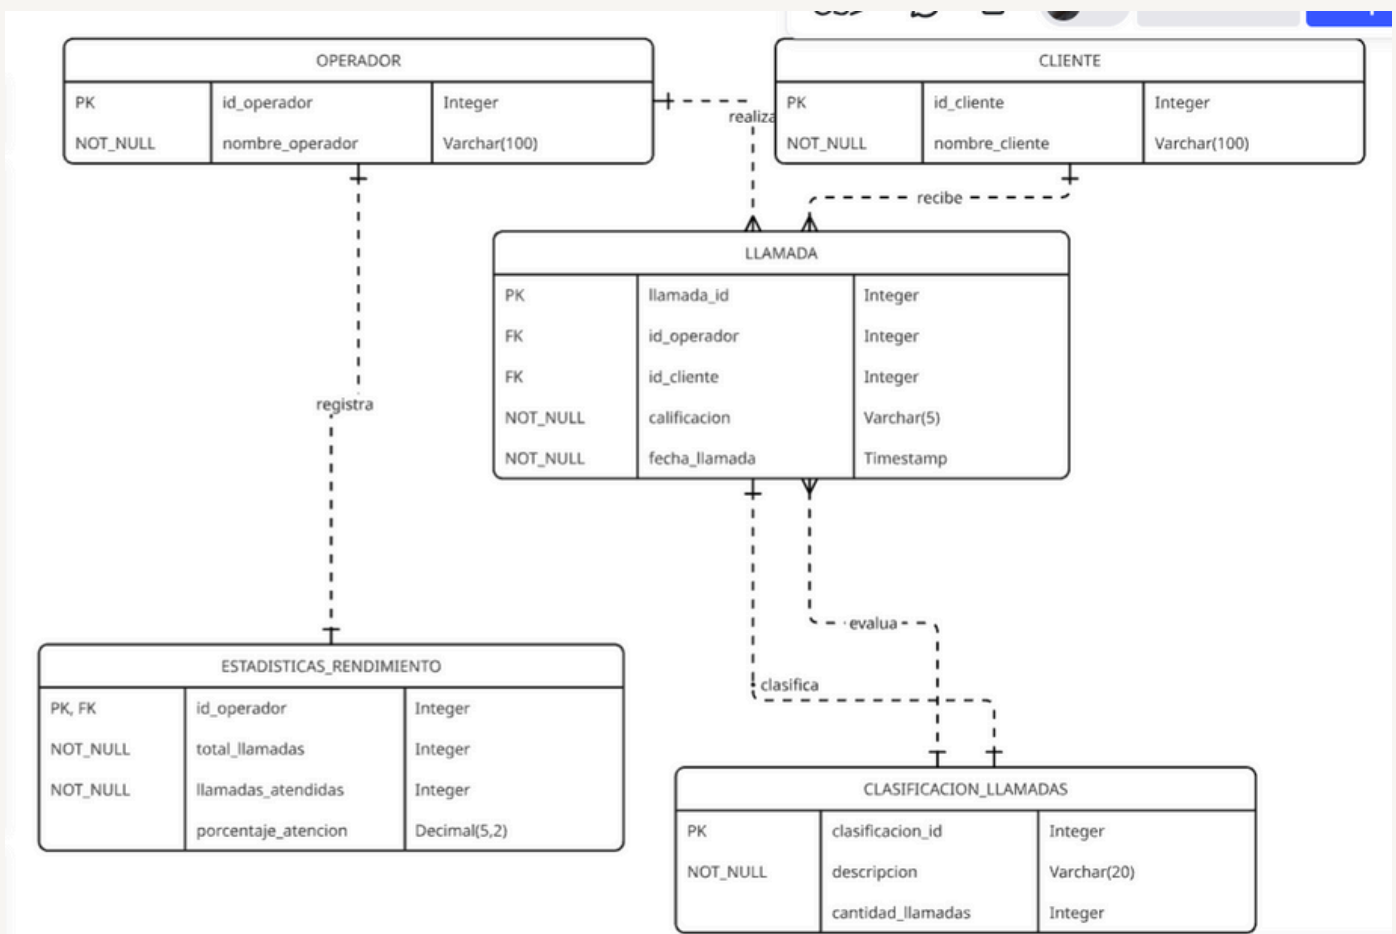 OPERADOR
PK id_operador Integer
NOT_NULL nombre_operador Varchar(100)
CLIENTE
PK id_cliente Integer
NOT_NULL nombre_cliente Varchar(100)
realiza
recibe
LLAMADA
PK llamada_id Integer
FK id_operador Integer
FK id_cliente Integer
NOT_NULL calificacion Varchar(5)
NOT_NULL fecha_llamada Timestamp
registra
evalua
clasifica
ESTADISTICAS_RENDIMIENTO
PK, FK id_operador Integer
NOT_NULL total_llamadas Integer
NOT_NULL llamadas_atendidas Integer
porcentaje_atencion Decimal(5,2)
CLASIFICACION_LLAMADAS
PK clasificacion_id Integer
NOT_NULL descripcion Varchar(20)
cantidad_llamadas Integer